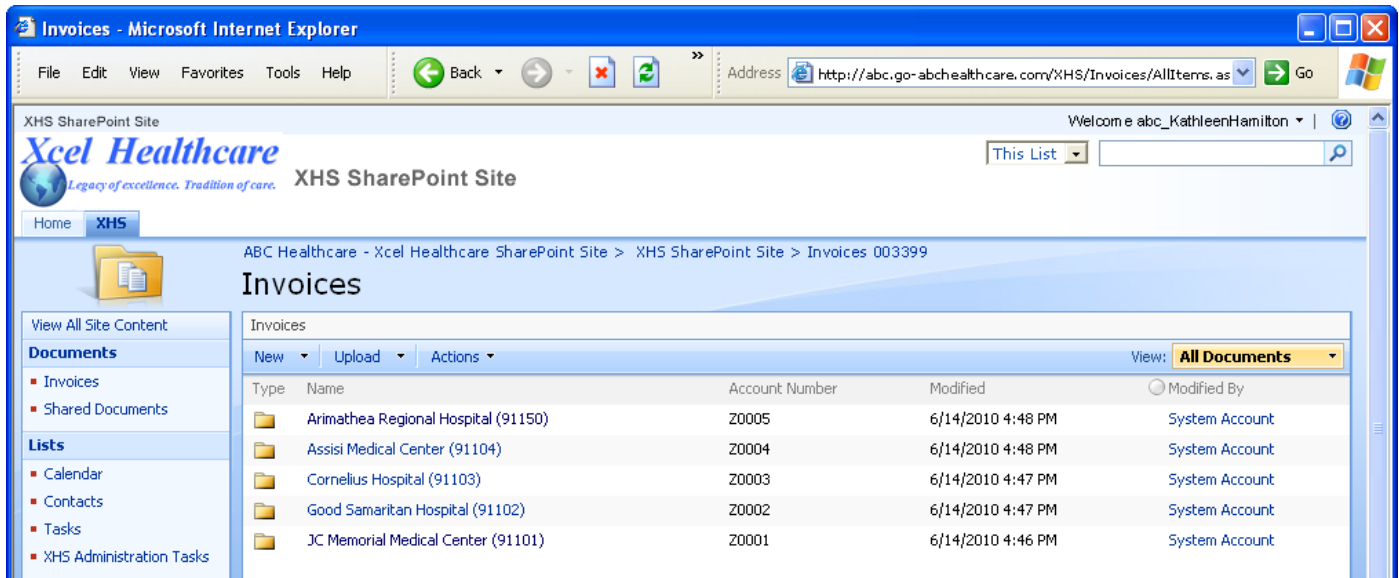 Invoices - Microsoft Internet Explorer
File Edit View Favorites Tools Help Back » Address http://abc.go-abchealthcare.com/XHS/Invoices/AllItems.as Go
XHS SharePoint Site Welcome abc_KathleenHamilton
Xcel Healthcare
Legacy of excellence. Tradition of care.
XHS SharePoint Site
This List
Home XHS
ABC Healthcare - Xcel Healthcare SharePoint Site > XHS SharePoint Site > Invoices 003399
Invoices
View All Site Content
Documents
Invoices
Shared Documents
Lists
Calendar
Contacts
Tasks
XHS Administration Tasks
Invoices
New Upload Actions View: All Documents
Type Name Account Number Modified Modified By
Arimathea Regional Hospital (91150) Z0005 6/14/2010 4:48 PM System Account
Assisi Medical Center (91104) Z0004 6/14/2010 4:48 PM System Account
Cornelius Hospital (91103) Z0003 6/14/2010 4:47 PM System Account
Good Samaritan Hospital (91102) Z0002 6/14/2010 4:47 PM System Account
JC Memorial Medical Center (91101) Z0001 6/14/2010 4:46 PM System Account